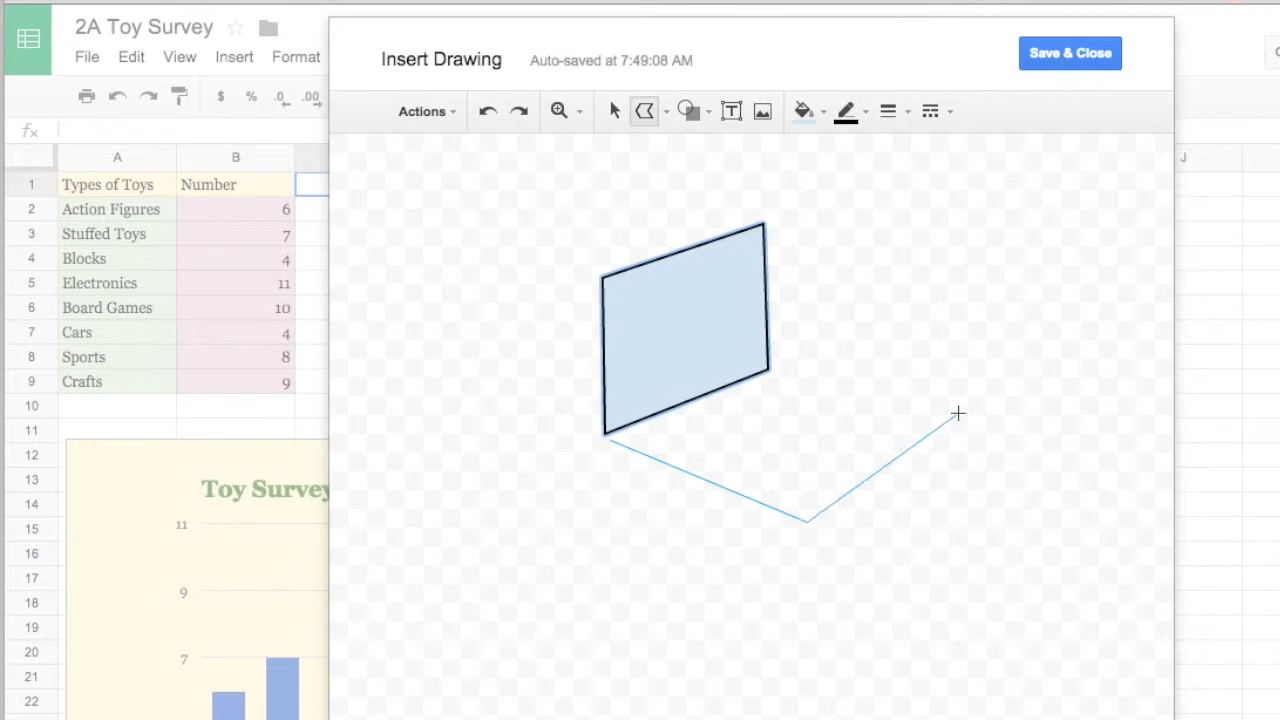 2A Toy Survey
File Edit View Insert Format
$ % .0 .00
fx
A B J
1 Types of Toys Number
2 Action Figures 6
3 Stuffed Toys 7
4 Blocks 4
5 Electronics 11
6 Board Games 10
7 Cars 4
8 Sports 8
9 Crafts 9
10
11
12
13
14
15
16
17
18
19
20
21
22
Toy Survey
11
9
7
Insert Drawing Auto-saved at 7:49:08 AM Save & Close
Actions